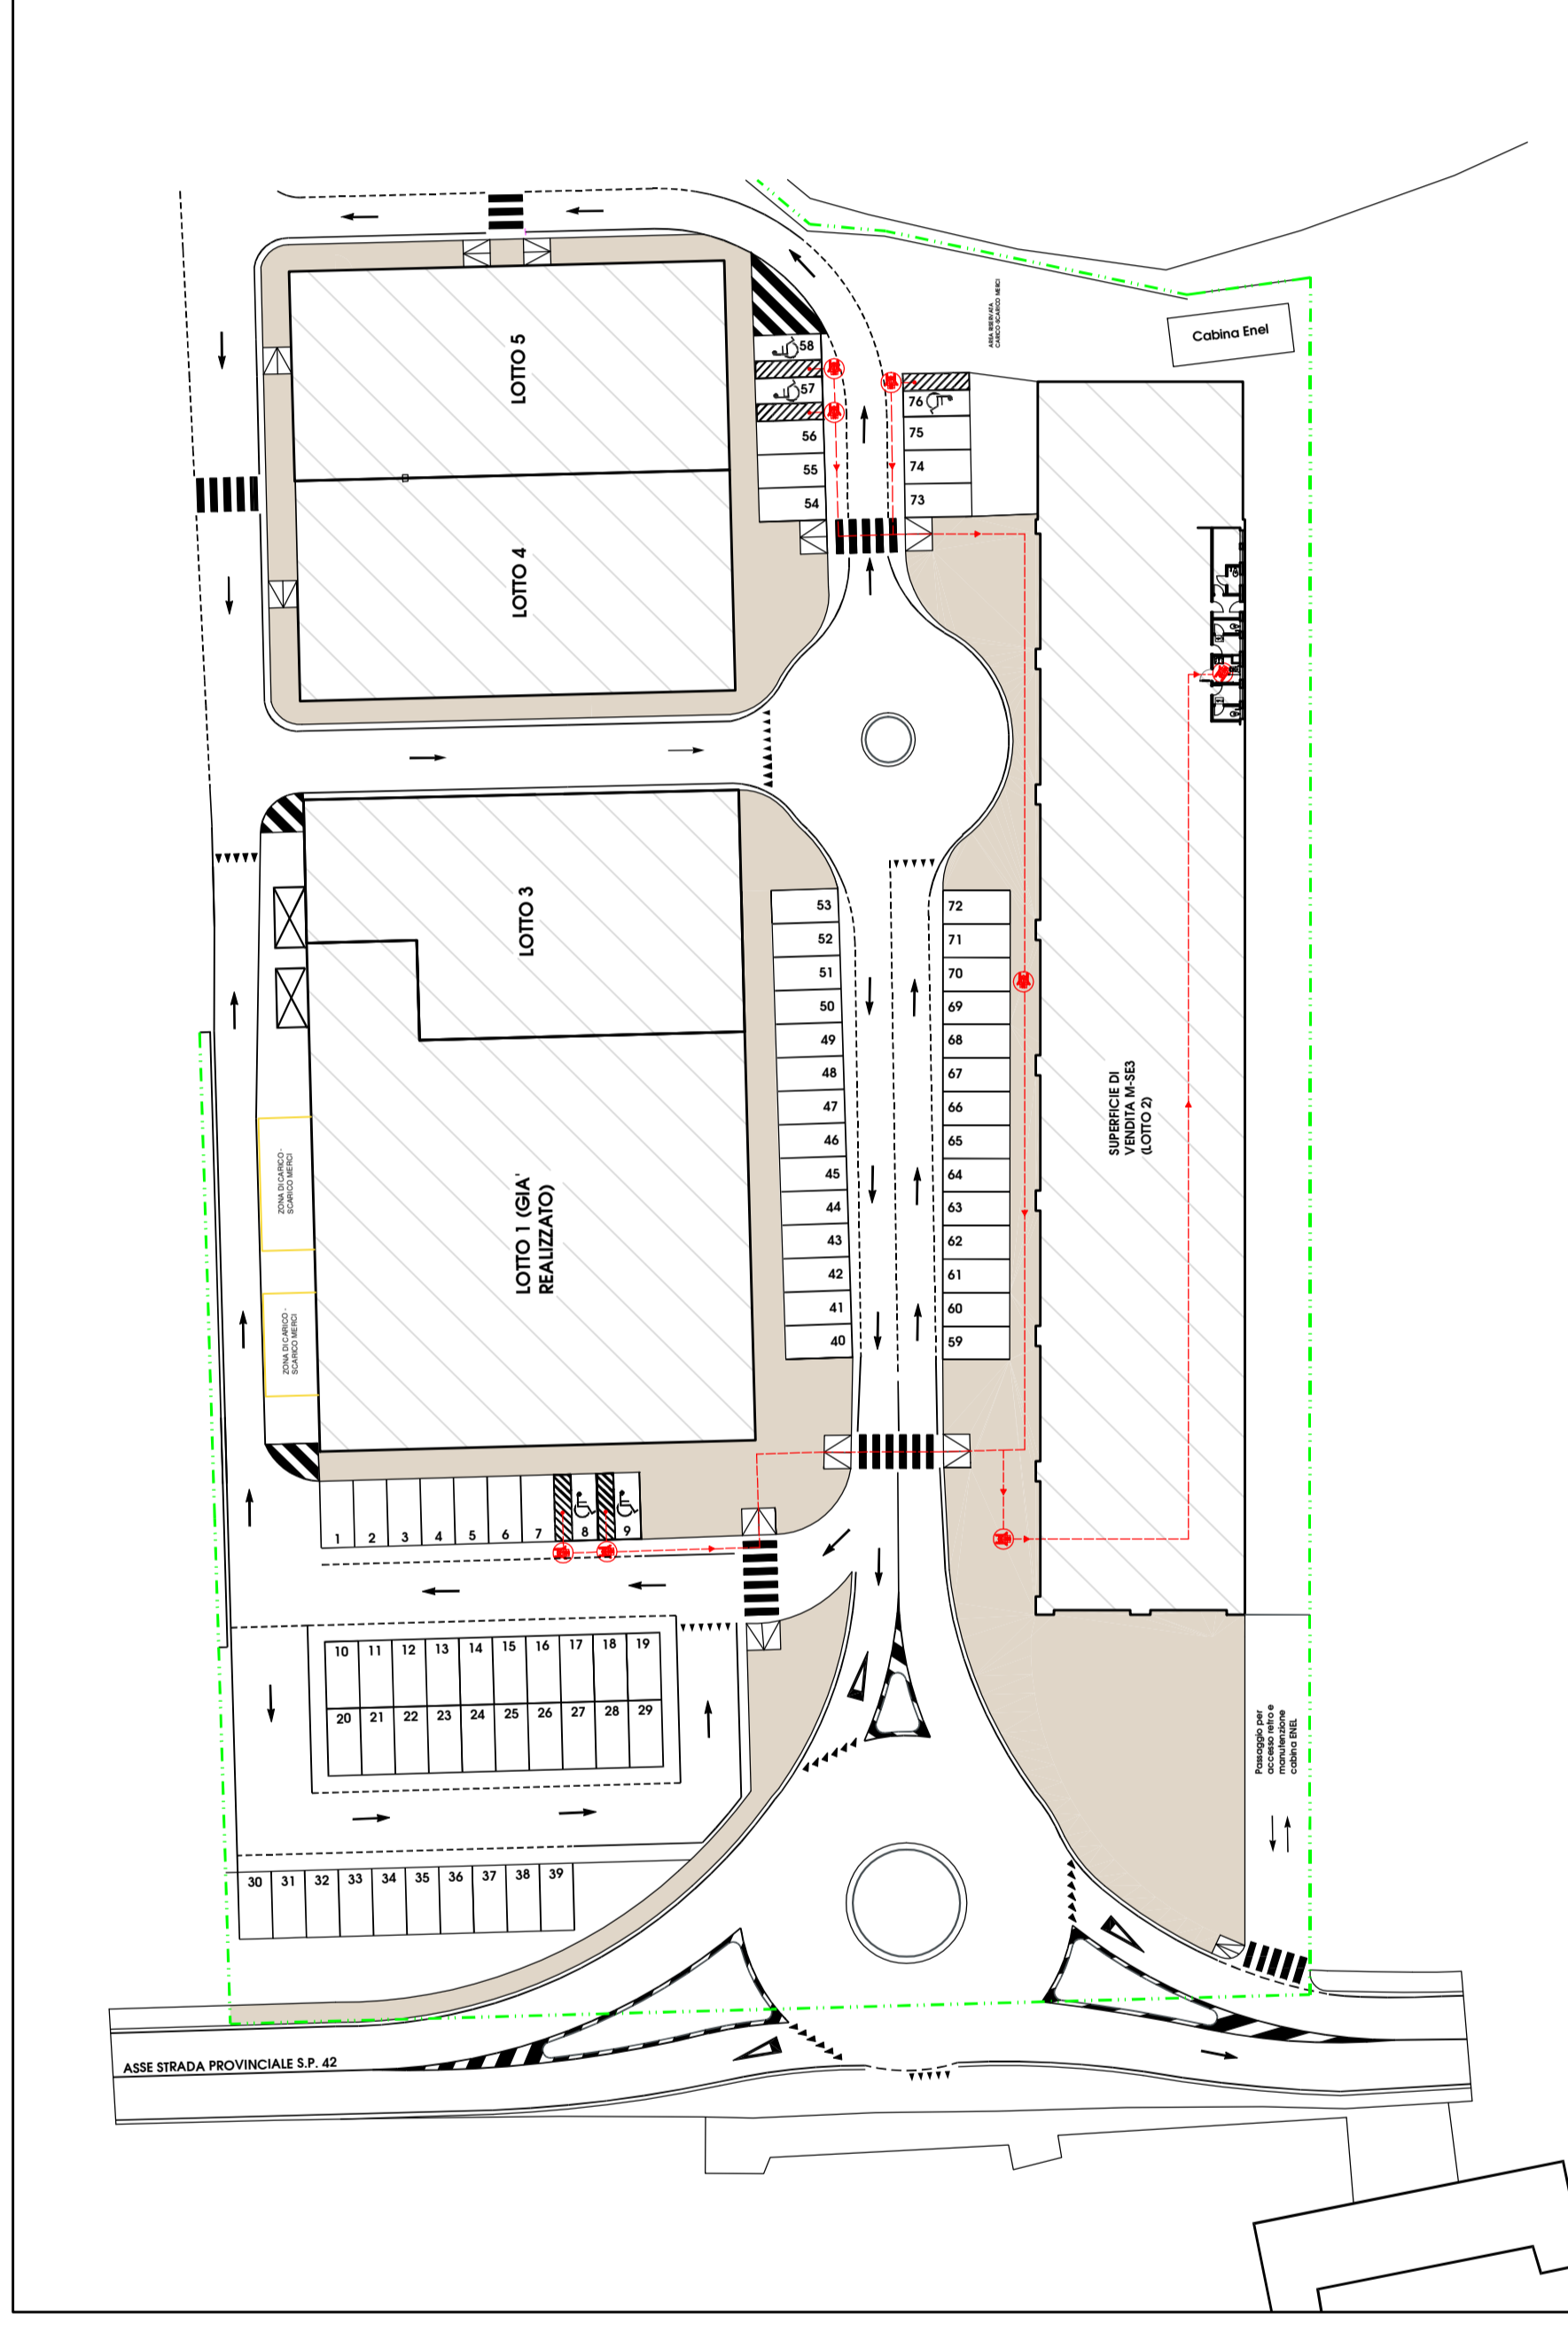 AREA RISERVATA
CARICO-SCARICO MERCI
Cabina Enel
LOTTO 5
58
57
56
55
54
76
75
74
73
LOTTO 4
LOTTO 3
53
52
51
50
49
48
47
46
45
44
43
42
41
40
72
71
70
69
68
67
66
65
64
63
62
61
60
59
SUPERFICIE DI
VENDITA M-SE3
(LOTTO 2)
ZONA DI CARICO -
SCARICO MERCI
LOTTO 1 (GIA'
REALIZZATO)
ZONA DI CARICO -
SCARICO MERCI
1 2 3 4 5 6 7 8 9
10 11 12 13 14 15 16 17 18 19
20 21 22 23 24 25 26 27 28 29
30 31 32 33 34 35 36 37 38 39
Passaggio per
accesso retro e
manutenzione
cabina ENEL
ASSE STRADA PROVINCIALE S.P. 42